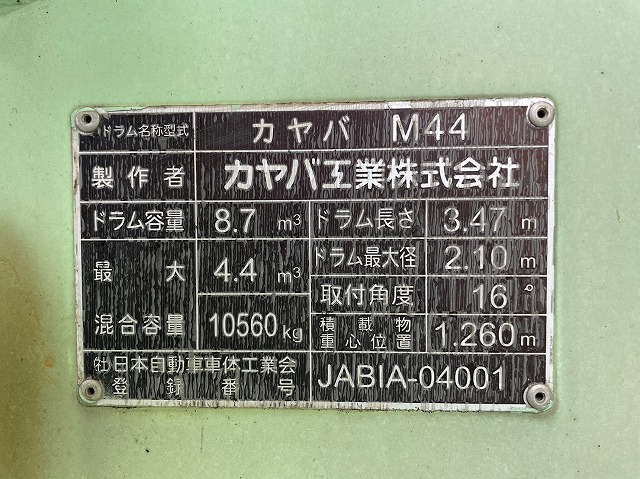 ドラム名称型式 カヤバ M44
製作者 カヤバ工業株式会社
ドラム容量 8.7 m³ ドラム長さ 3.47 m
最大 4.4 m³ ドラム最大径 2.10 m
取付角度 16°
混合容量 10560kg 積載物重心位置 1.260 m
㈳日本自動車車体工業会
登録番号 JABIA-04001